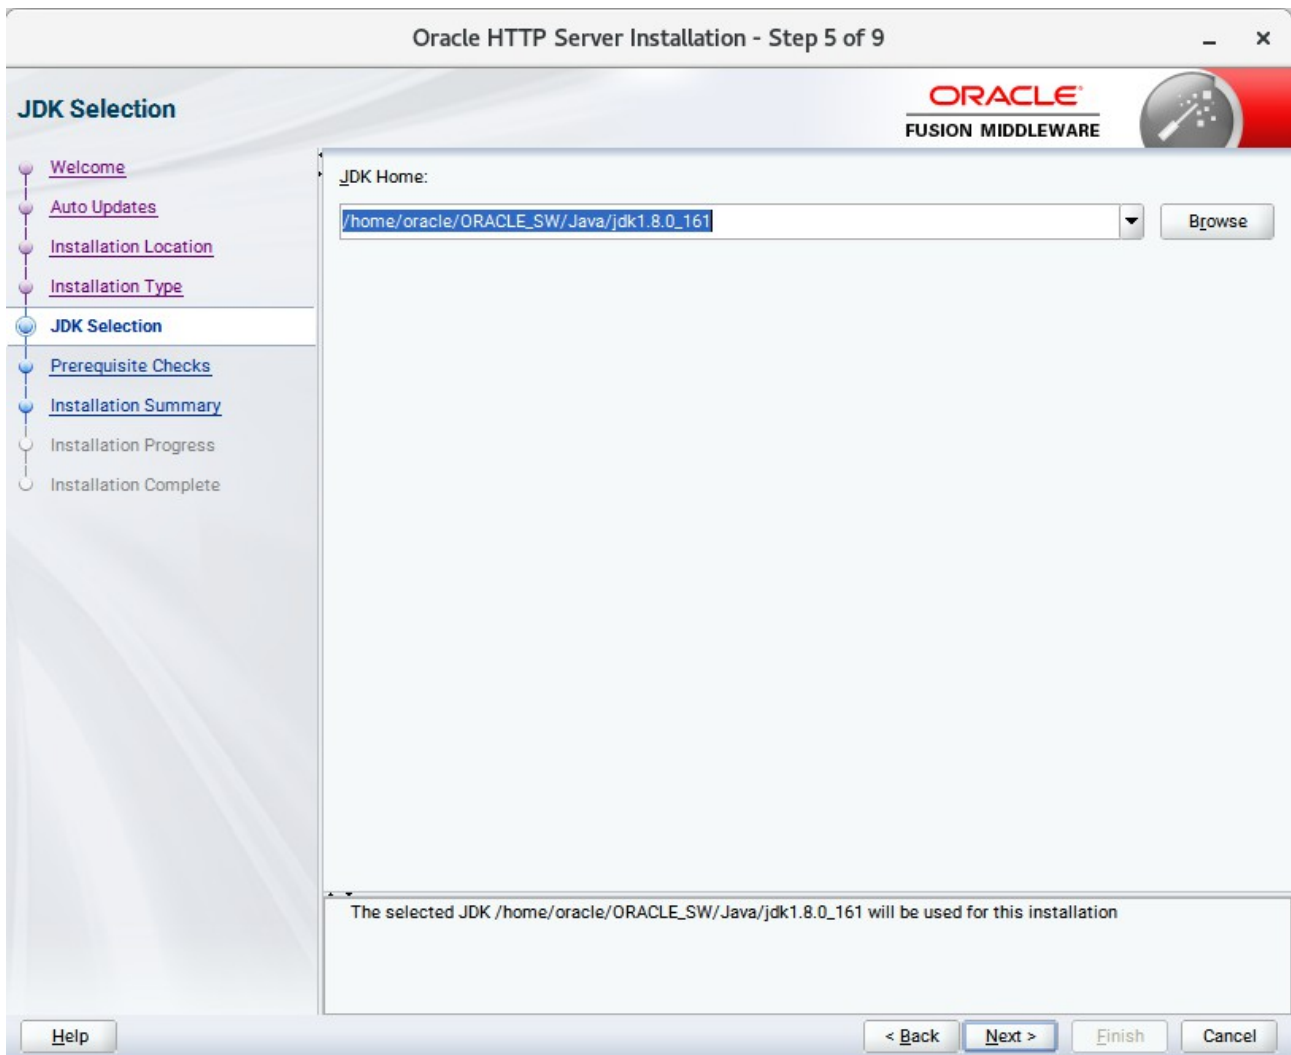 Oracle HTTP Server Installation - Step 5 of 9
JDK Selection
ORACLE
FUSION MIDDLEWARE
Welcome
Auto Updates
Installation Location
Installation Type
JDK Selection
Prerequisite Checks
Installation Summary
Installation Progress
Installation Complete
JDK Home:
/home/oracle/ORACLE_SW/Java/jdk1.8.0_161
Browse
The selected JDK /home/oracle/ORACLE_SW/Java/jdk1.8.0_161 will be used for this installation
Help
< Back
Next >
Finish
Cancel